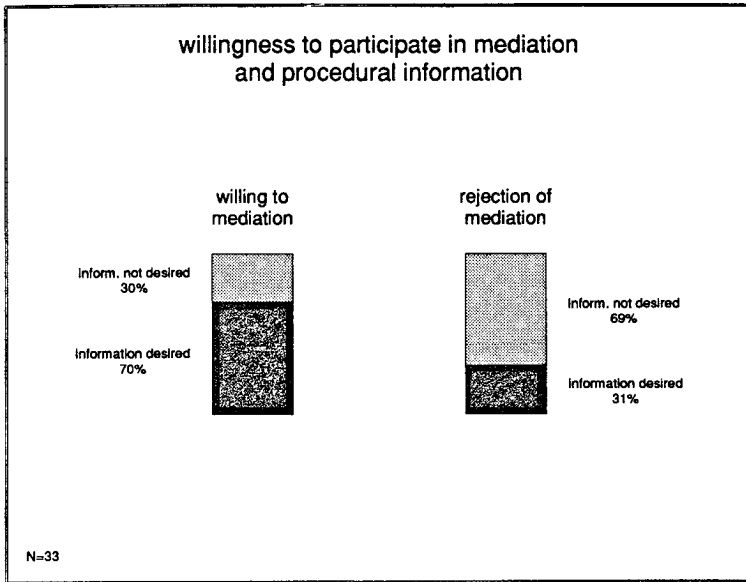 willingness to participate in mediation
and procedural information
willing to
mediation
rejection of
mediation
Inform. not desired
30%
Information desired
70%
Inform. not desired
69%
Information desired
31%
N=33